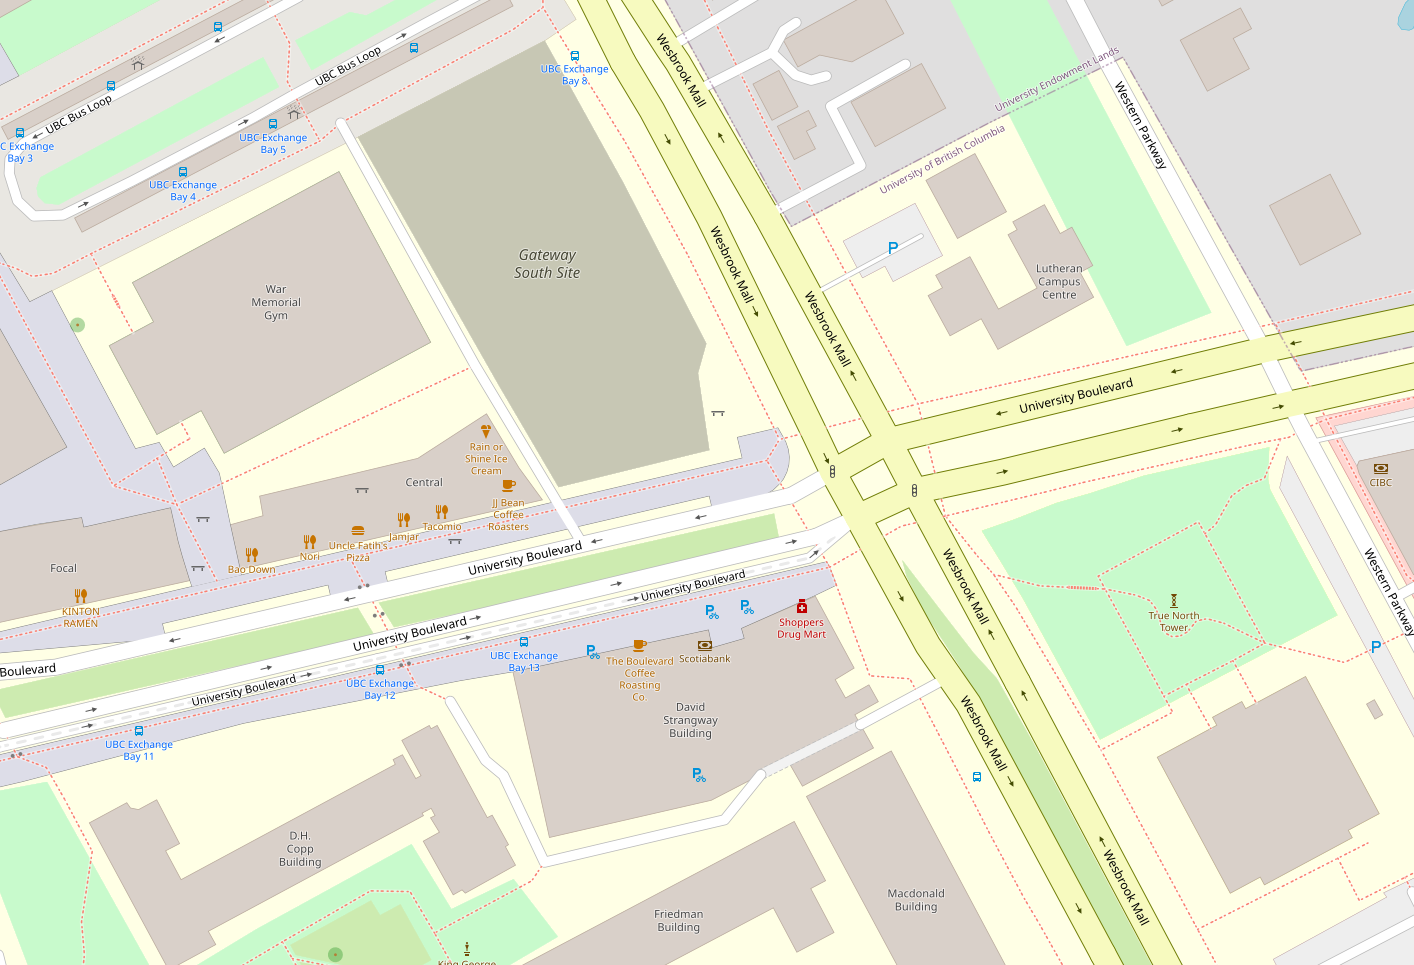 UBC Exchange
Bay 8
Wesbrook Mall
UBC Bus Loop
University Endowment Lands
University of British Columbia
Western Parkway
UBC Bus Loop
C Exchange
Bay 3
UBC Exchange
Bay 5
UBC Exchange
Bay 4
Gateway
South Site
Wesbrook Mall
P
Lutheran
Campus
Centre
War
Memorial
Gym
Wesbrook Mall
University Boulevard
Rain or
Shine Ice
Cream
Central
JJ Bean
Coffee
Roasters
Tacomio
Jamjar
Uncle Fatih's
Pizza
Nori
Bao Down
CIBC
Focal
KINTON
RAMEN
University Boulevard
University Boulevard
University Boulevard
Boulevard
University Boulevard
P
P
P
Shoppers
Drug Mart
Scotiabank
The Boulevard
Coffee
Roasting
Co.
UBC Exchange
Bay 13
UBC Exchange
Bay 12
UBC Exchange
Bay 11
Wesbrook Mall
True North
Tower
Western Parkway
P
David
Strangway
Building
Wesbrook Mall
P
D.H.
Copp
Building
Macdonald
Building
Wesbrook Mall
Friedman
Building
King George